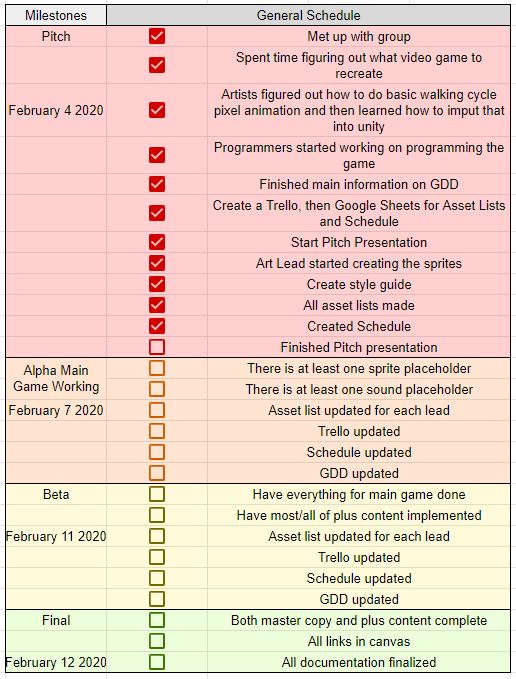 Milestones General Schedule
Pitch Met up with group
Spent time figuring out what video game to
recreate
Artists figured out how to do basic walking cycle
February 4 2020 pixel animation and then learned how to imput that
into unity
Programmers started working on programming the
game
Finished main information on GDD
Create a Trello, then Google Sheets for Asset Lists
and Schedule
Start Pitch Presentation
Art Lead started creating the sprites
Create style guide
All asset lists made
Created Schedule
Finished Pitch presentation
Alpha Main There is at least one sprite placeholder
Game Working There is at least one sound placeholder
February 7 2020 Asset list updated for each lead
Trello updated
Schedule updated
GDD updated
Beta Have everything for main game done
Have most/all of plus content implemented
February 11 2020 Asset list updated for each lead
Trello updated
Schedule updated
GDD updated
Final Both master copy and plus content complete
All links in canvas
February 12 2020 All documentation finalized